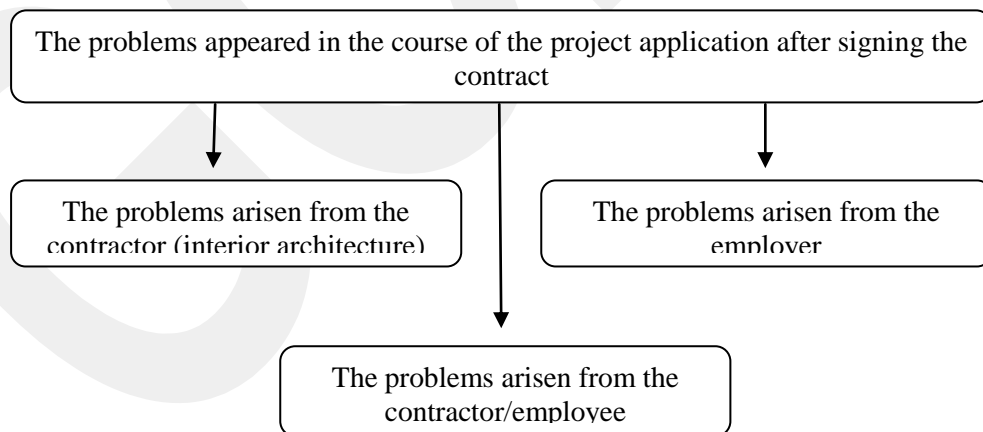 The problems appeared in the course of the project application after signing the
contract
The problems arisen from the
contractor (interior architecture)
The problems arisen from the
employer
The problems arisen from the
contractor/employee